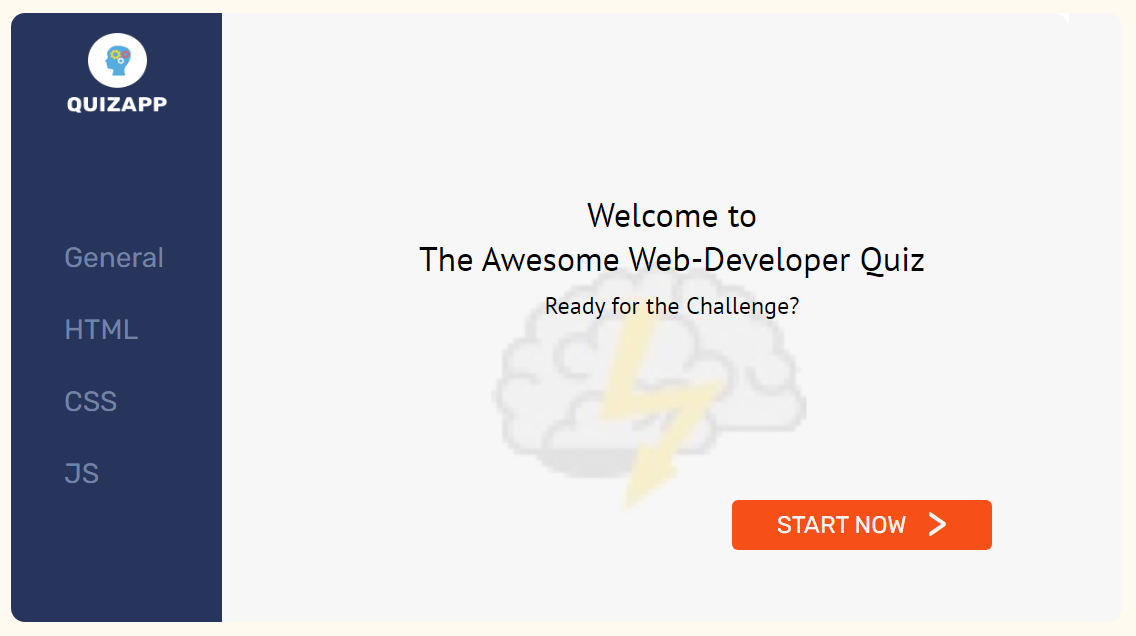 QUIZAPP
General
HTML
CSS
JS
Welcome to
The Awesome Web-Developer Quiz
Ready for the Challenge?
START NOW